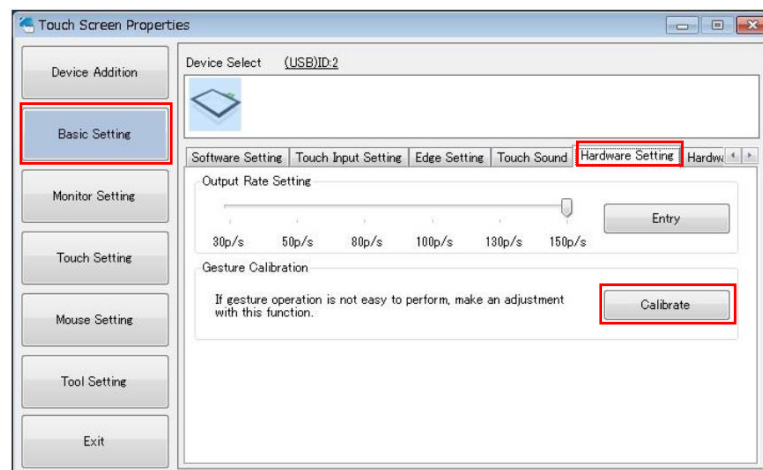 Touch Screen Properties
Device Addition
Basic Setting
Monitor Setting
Touch Setting
Mouse Setting
Tool Setting
Exit
Device Select (USB)ID:2
Software Setting Touch Input Setting Edge Setting Touch Sound Hardware Setting
Output Rate Setting
30p/s 50p/s 80p/s 100p/s 130p/s 150p/s
Entry
Gesture Calibration
If gesture operation is not easy to perform, make an adjustment
with this function.
Calibrate